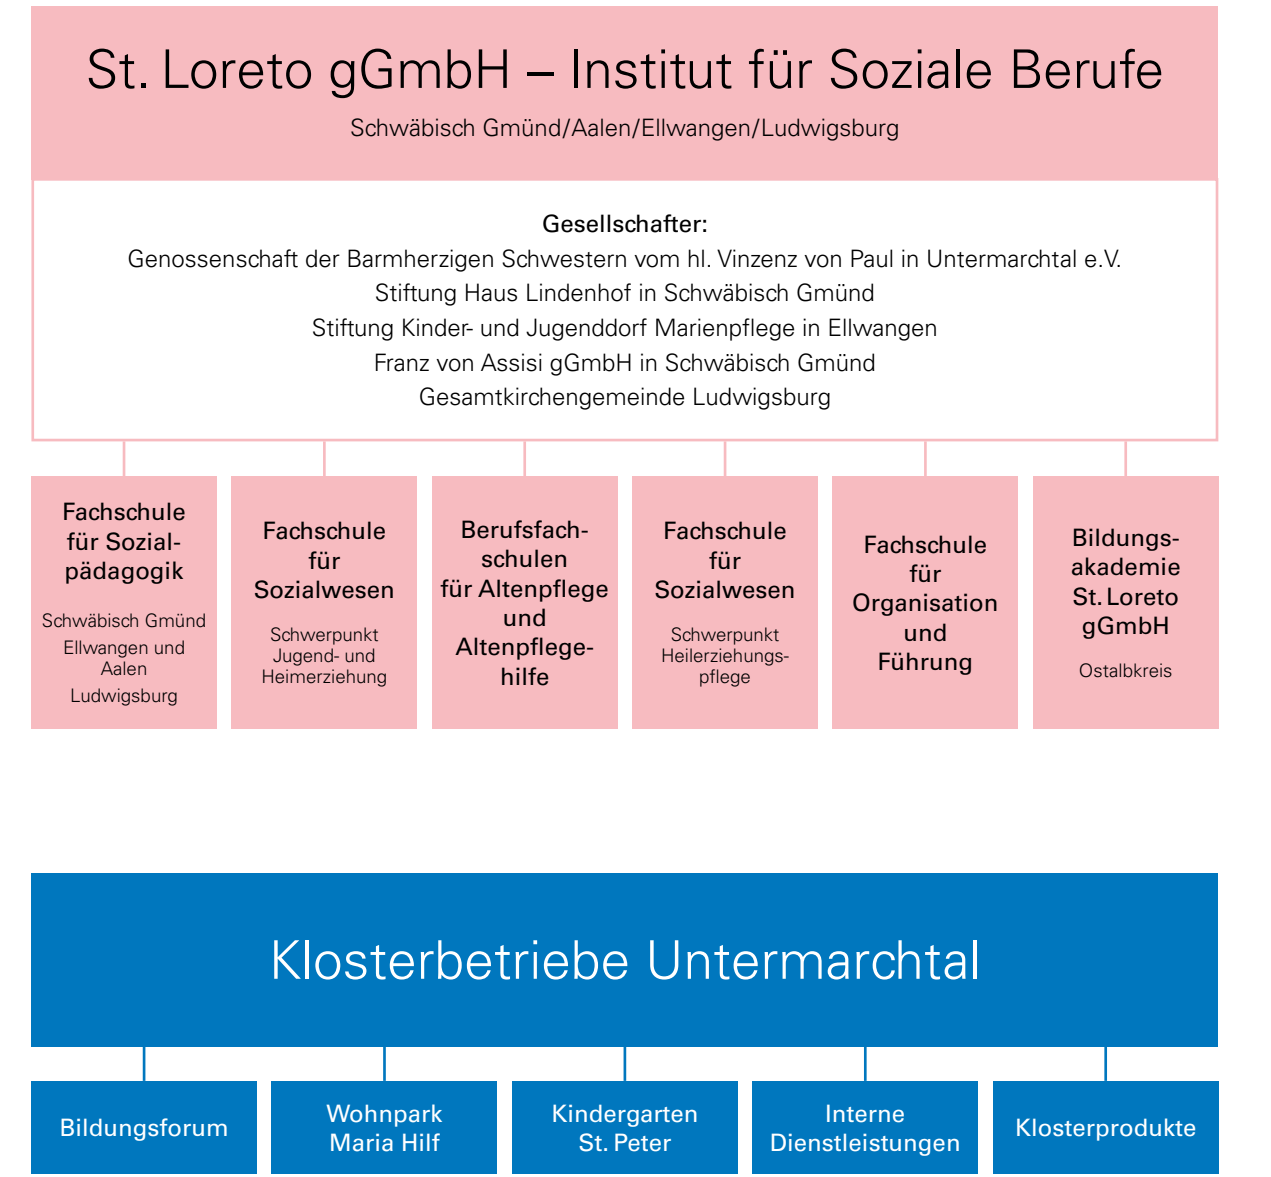 St. Loreto gGmbH – Institut für Soziale Berufe
Schwäbisch Gmünd/Aalen/Ellwangen/Ludwigsburg
Gesellschafter:
Genossenschaft der Barmherzigen Schwestern vom hl. Vinzenz von Paul in Untermarchtal e.V.
Stiftung Haus Lindenhof in Schwäbisch Gmünd
Stiftung Kinder- und Jugenddorf Marienpflege in Ellwangen
Franz von Assisi gGmbH in Schwäbisch Gmünd
Gesamtkirchengemeinde Ludwigsburg
Fachschule
für Sozial-
pädagogik
Schwäbisch Gmünd
Ellwangen und
Aalen
Ludwigsburg
Fachschule
für
Sozialwesen
Schwerpunkt
Jugend- und
Heimerziehung
Berufsfach-
schulen
für Altenpflege
und
Altenpflege-
hilfe
Fachschule
für
Sozialwesen
Schwerpunkt
Heilerziehungs-
pflege
Fachschule
für
Organisation
und
Führung
Bildungs-
akademie
St. Loreto
gGmbH
Ostalbkreis
Klosterbetriebe Untermarchtal
Bildungsforum
Wohnpark
Maria Hilf
Kindergarten
St. Peter
Interne
Dienstleistungen
Klosterprodukte